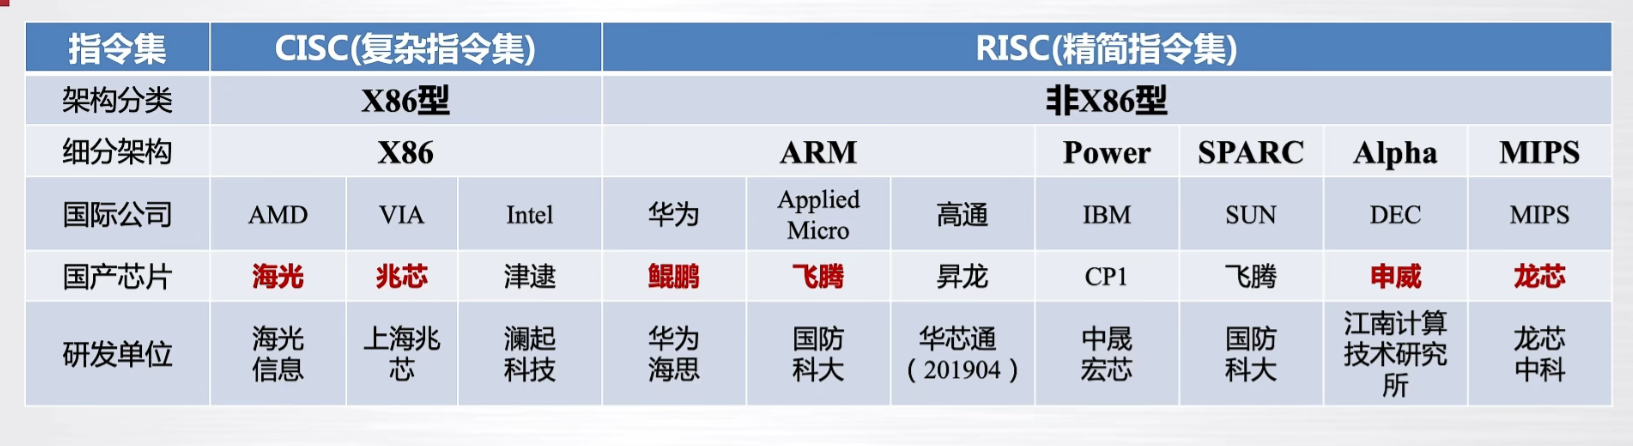 指令集 CISC(复杂指令集) RISC(精简指令集)
架构分类 X86型 非X86型
细分架构 X86 ARM Power SPARC Alpha MIPS
国际公司 AMD VIA Intel 华为 Applied Micro 高通 IBM SUN DEC MIPS
国产芯片 海光 兆芯 津逮 鲲鹏 飞腾 昇龙 CP1 飞腾 申威 龙芯
研发单位 海光信息 上海兆芯 澜起科技 华为海思 国防科大 华芯通（201904） 中晟宏芯 国防科大 江南计算技术研究所 龙芯中科